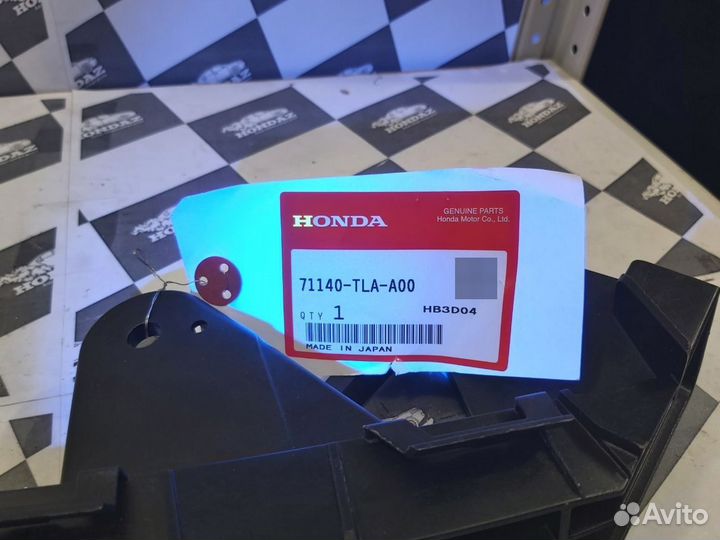 HONDAZ
HONDAZ
HONDAZ
HONDAZ
HONDA
GENUINE PARTS
Honda Motor Co., Ltd.
71140-TLA-A00
QTY 1
HB3D04
MADE IN JAPAN
Avito